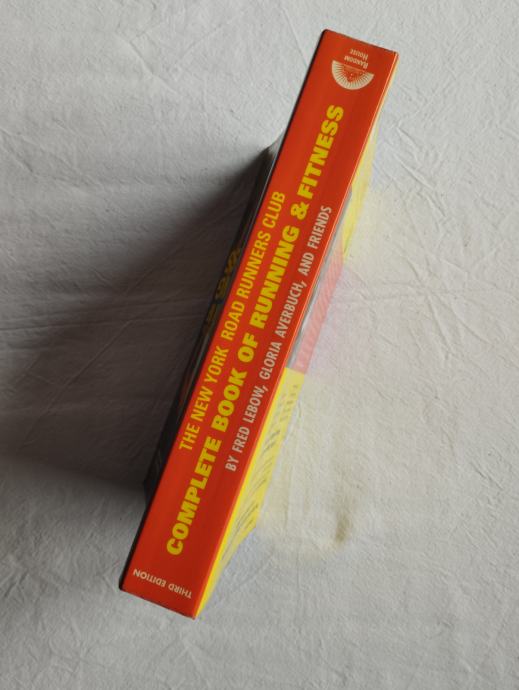 THE NEW YORK ROAD RUNNERS CLUB
COMPLETE BOOK OF RUNNING & FITNESS
BY FRED LEBOW, GLORIA AVERBUCH, AND FRIENDS
THIRD EDITION
RANDOM
HOUSE